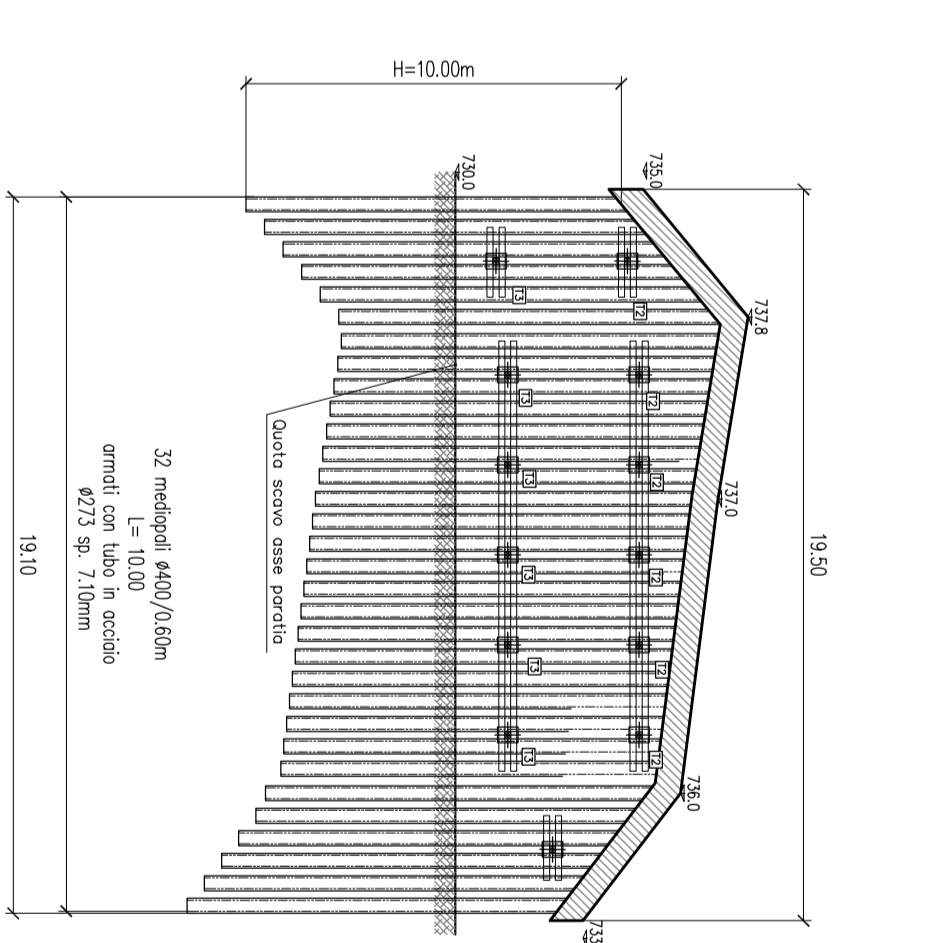 19.50
737.8
737.0
736.0
735.0
733
H=10.00m
T2
T2
T2
T2
T2
T2
T3
T3
T3
T3
T3
T3
730.0
Quota scavo asse paratia
32 mediopali ø400/0.60m
L= 10.00
armati con tubo in acciaio
ø273 sp. 7.10mm
19.10